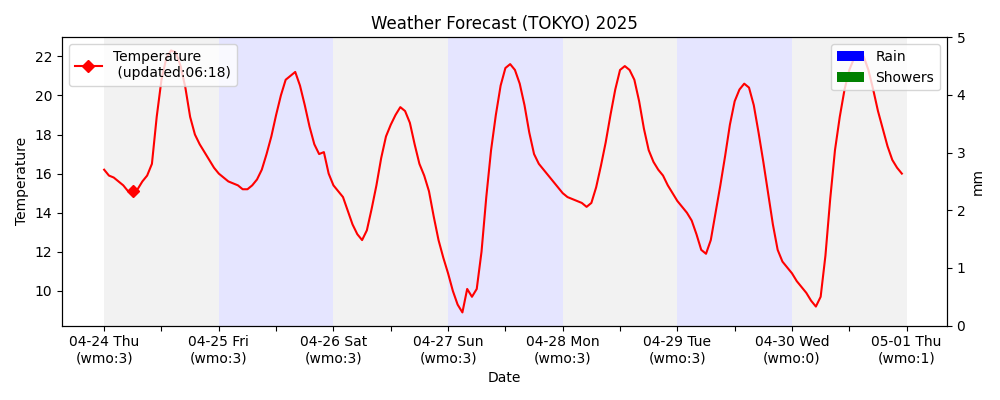 Weather Forecast (TOKYO) 2025
Temperature
(updated:06:18)
Rain
Showers
Temperature
22
20
18
16
14
12
10
5
4
3
2
1
0
mm
04-24 Thu
(wmo:3)
04-25 Fri
(wmo:3)
04-26 Sat
(wmo:3)
04-27 Sun
(wmo:3)
04-28 Mon
(wmo:3)
04-29 Tue
(wmo:3)
04-30 Wed
(wmo:0)
05-01 Thu
(wmo:1)
Date